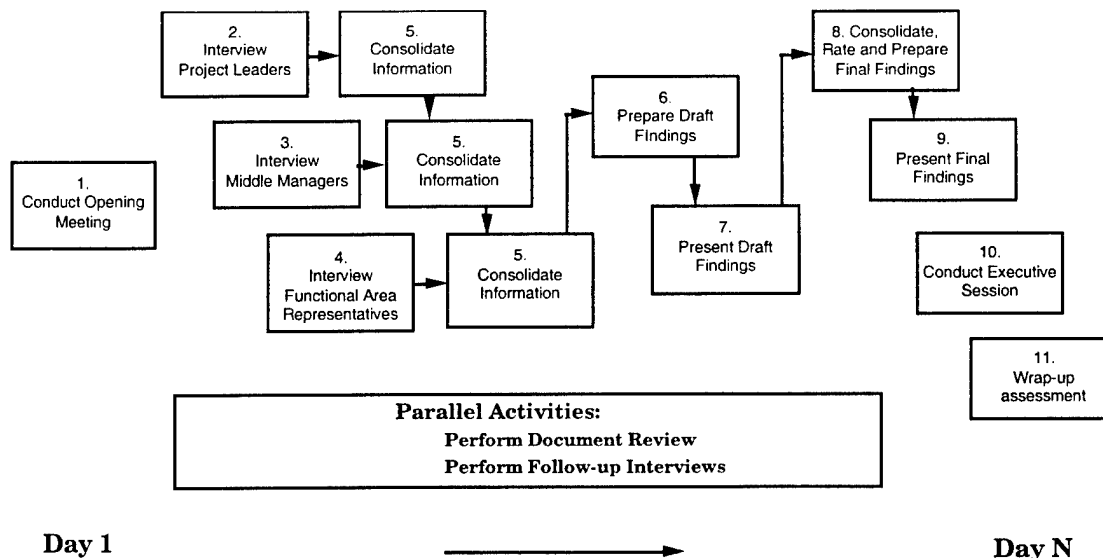 1.
Conduct Opening
Meeting
2.
Interview
Project Leaders
5.
Consolidate
Information
3.
Interview
Middle Managers
5.
Consolidate
Information
4.
Interview
Functional Area
Representatives
5.
Consolidate
Information
6.
Prepare Draft
FIndings
7.
Present Draft
Findings
8. Consolidate,
Rate and Prepare
Final Findings
9.
Present Final
Findings
10.
Conduct Executive
Session
11.
Wrap-up
assessment
Parallel Activities:
Perform Document Review
Perform Follow-up Interviews
Day 1
Day N